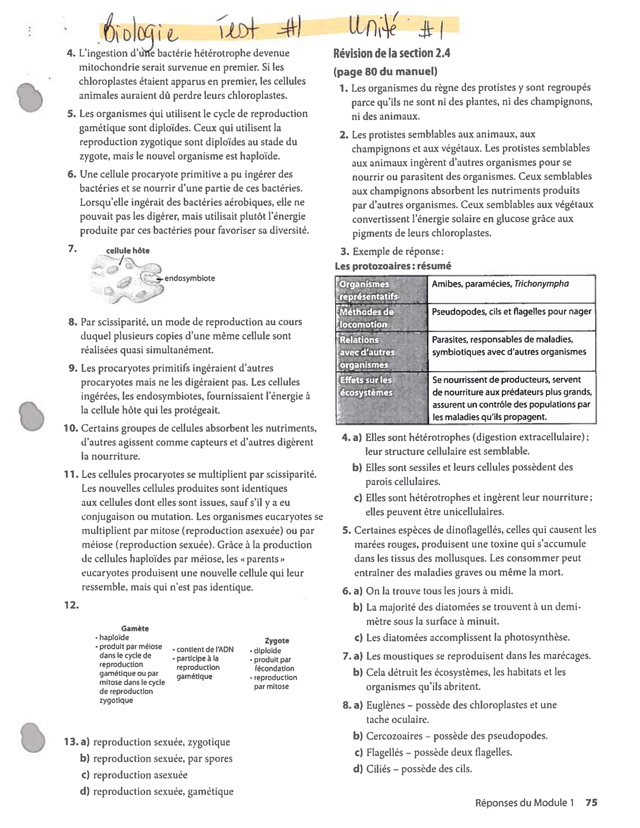 Biologie Test #1 Unité #1
4. L'ingestion d'une bactérie hétérotrophe devenue
mitochondrie serait survenue en premier. Si les
chloroplastes étaient apparus en premier, les cellules
animales auraient dû perdre leurs chloroplastes.
5. Les organismes qui utilisent le cycle de reproduction
gamétique sont diploïdes. Ceux qui utilisent la
reproduction zygotique sont diploïdes au stade du
zygote, mais le nouvel organisme est haploïde.
6. Une cellule procaryote primitive a pu ingérer des
bactéries et se nourrir d'une partie de ces bactéries.
Lorsqu'elle ingérait des bactéries aérobiques, elle ne
pouvait pas les digérer, mais utilisait plutôt l'énergie
produite par ces bactéries pour favoriser sa diversité.
7.
cellule hôte
endosymbiote
8. Par scissiparité, un mode de reproduction au cours
duquel plusieurs copies d'une même cellule sont
réalisées quasi simultanément.
9. Les procaryotes primitifs ingéraient d'autres
procaryotes mais ne les digéraient pas. Les cellules
ingérées, les endosymbiotes, fournissaient l'énergie à
la cellule hôte qui les protégeait.
10. Certains groupes de cellules absorbent les nutriments,
d'autres agissent comme capteurs et d'autres digèrent
la nourriture.
11. Les cellules procaryotes se multiplient par scissiparité.
Les nouvelles cellules produites sont identiques
aux cellules dont elles sont issues, sauf s'il y a eu
conjugaison ou mutation. Les organismes eucaryotes se
multiplient par mitose (reproduction asexuée) ou par
méiose (reproduction sexuée). Grâce à la production
de cellules haploïdes par méiose, les « parents »
eucaryotes produisent une nouvelle cellule qui leur
ressemble, mais qui n'est pas identique.
12.
Gamète
• haploïde
• produit par méiose
dans le cycle de
reproduction
gamétique ou par
mitose dans le cycle
de reproduction
zygotique
• contient de l'ADN
• participe à la
reproduction
gamétique
Zygote
• diploïde
• produit par
fécondation
• reproduction
par mitose
13. a) reproduction sexuée, zygotique
b) reproduction sexuée, par spores
c) reproduction asexuée
d) reproduction sexuée, gamétique
Révision de la section 2.4
(page 80 du manuel)
1. Les organismes du règne des protistes y sont regroupés
parce qu'ils ne sont ni des plantes, ni des champignons,
ni des animaux.
2. Les protistes semblables aux animaux, aux
champignons et aux végétaux. Les protistes semblables
aux animaux ingèrent d'autres organismes pour se
nourrir ou parasitent des organismes. Ceux semblables
aux champignons absorbent les nutriments produits
par d'autres organismes. Ceux semblables aux végétaux
convertissent l'énergie solaire en glucose grâce aux
pigments de leurs chloroplastes.
3. Exemple de réponse :
Les protozoaires : résumé
Organismes
représentatifs
Amibes, paramécies, Trichonympha
Méthodes de
locomotion
Pseudopodes, cils et flagelles pour nager
Relations
avec d'autres
organismes
Parasites, responsables de maladies,
symbiotiques avec d'autres organismes
Effets sur les
écosystèmes
Se nourrissent de producteurs, servent
de nourriture aux prédateurs plus grands,
assurent un contrôle des populations par
les maladies qu'ils propagent.
4. a) Elles sont hétérotrophes (digestion extracellulaire) ;
leur structure cellulaire est semblable.
b) Elles sont sessiles et leurs cellules possèdent des
parois cellulaires.
c) Elles sont hétérotrophes et ingèrent leur nourriture ;
elles peuvent être unicellulaires.
5. Certaines espèces de dinoflagellés, celles qui causent les
marées rouges, produisent une toxine qui s'accumule
dans les tissus des mollusques. Les consommer peut
entraîner des maladies graves ou même la mort.
6. a) On la trouve tous les jours à midi.
b) La majorité des diatomées se trouvent à un demi-
mètre sous la surface à minuit.
c) Les diatomées accomplissent la photosynthèse.
7. a) Les moustiques se reproduisent dans les marécages.
b) Cela détruit les écosystèmes, les habitats et les
organismes qu'ils abritent.
8. a) Euglènes – possède des chloroplastes et une
tache oculaire.
b) Cercozoaires – possède des pseudopodes.
c) Flagellés – possède deux flagelles.
d) Ciliés – possède des cils.
Réponses du Module 1 75